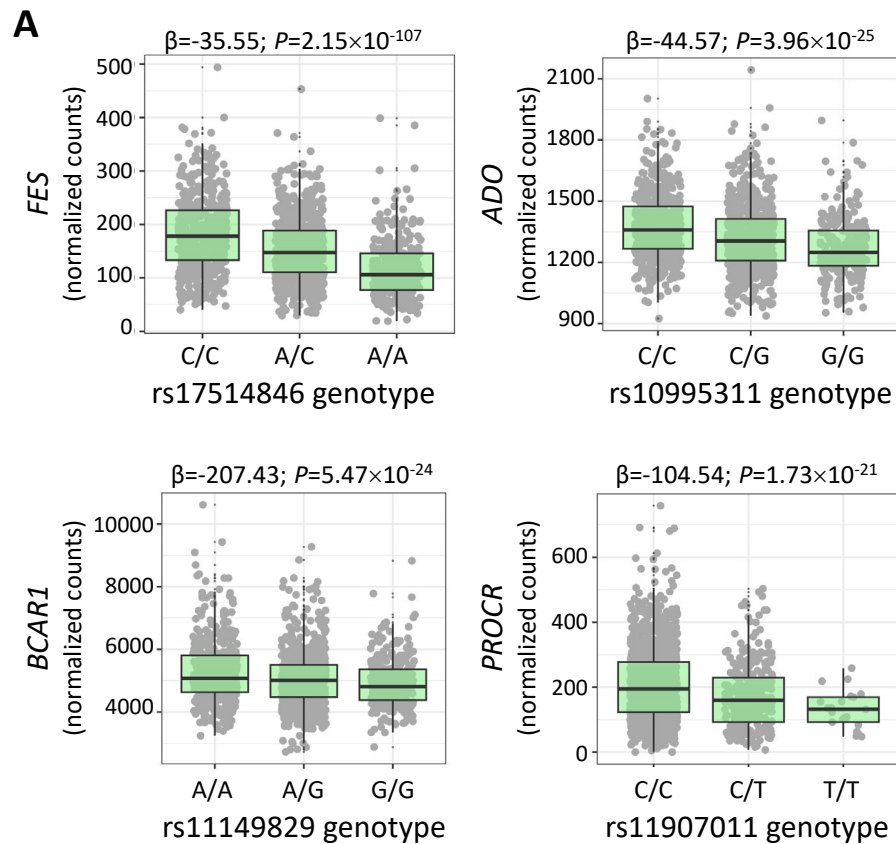 A
β=-35.55; P=2.15×10-107
500
400
300
200
100
0
FES
(normalized counts)
C/C A/C A/A
rs17514846 genotype
β=-44.57; P=3.96×10-25
2100
1800
1500
1200
900
ADO
(normalized counts)
C/C C/G G/G
rs10995311 genotype
β=-207.43; P=5.47×10-24
10000
8000
6000
4000
BCAR1
(normalized counts)
A/A A/G G/G
rs11149829 genotype
β=-104.54; P=1.73×10-21
600
400
200
0
PROCR
(normalized counts)
C/C C/T T/T
rs11907011 genotype